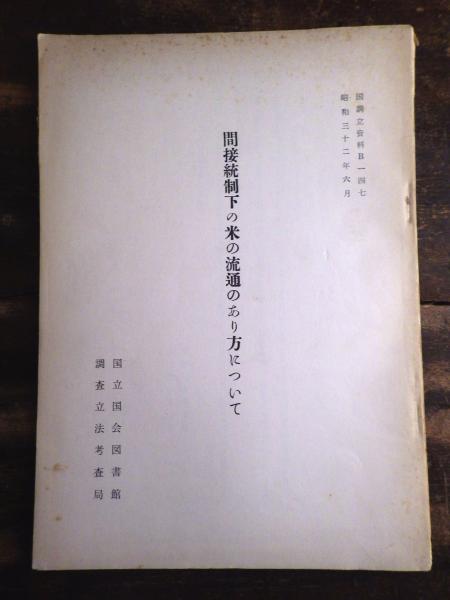 国調立資料B一四七
昭和三十二年六月
間接統制下の米の流通のあり方について
国立国会図書館
調査立法考査局